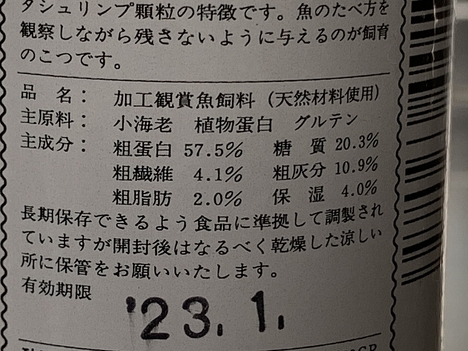 タシュリンプ顆粒の特徴です。魚のたべ方を
観察しながら残さないように与えるのが飼育
のこつです。
品 名: 加工観賞魚飼料(天然材料使用)
主原料: 小海老 植物蛋白 グルテン
主成分: 粗蛋白 57.5% 糖 質 20.3%
粗繊維 4.1% 粗灰分 10.9%
粗脂肪 2.0% 保 湿 4.0%
長期保存できるよう食品に準拠して調製され
ていますが開封後はなるべく乾燥した涼しい
所に保管をお願いいたします。
有効期限
'23.1.